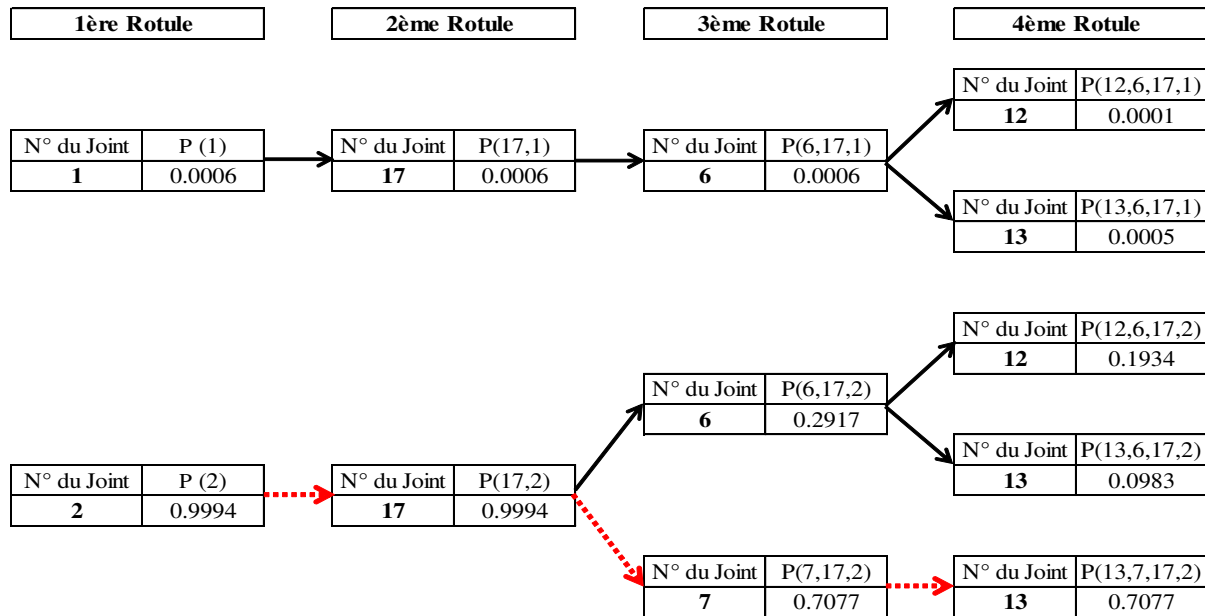 1ère Rotule 2ème Rotule 3ème Rotule 4ème Rotule
N° du Joint P(12,6,17,1)
12 0.0001
N° du Joint P (1) N° du Joint P(17,1) N° du Joint P(6,17,1)
1 0.0006 17 0.0006 6 0.0006
N° du Joint P(13,6,17,1)
13 0.0005
N° du Joint P(12,6,17,2)
12 0.1934
N° du Joint P(6,17,2)
6 0.2917
N° du Joint P (2) N° du Joint P(17,2) N° du Joint P(13,6,17,2)
2 0.9994 17 0.9994 13 0.0983
N° du Joint P(7,17,2) N° du Joint P(13,7,17,2)
7 0.7077 13 0.7077